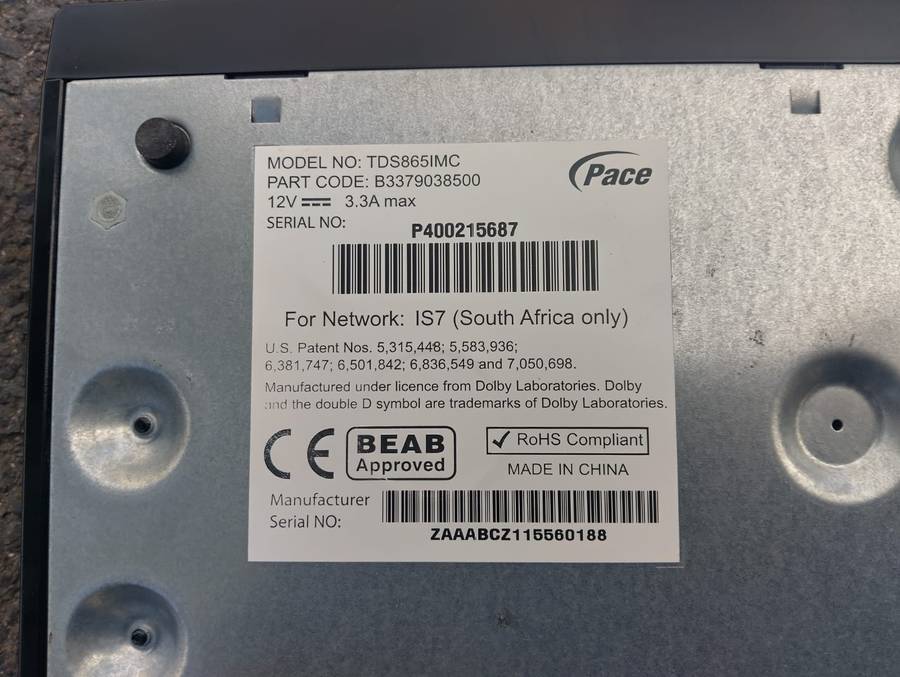 MODEL NO: TDS865IMC
PART CODE: B3379038500
Pace
12V 3.3A max
SERIAL NO:
P400215687
For Network: IS7 (South Africa only)
U.S. Patent Nos. 5,315,448; 5,583,936;
6,381,747; 6,501,842; 6,836,549 and 7,050,698.
Manufactured under licence from Dolby Laboratories. Dolby
and the double D symbol are trademarks of Dolby Laboratories.
CE
BEAB
Approved
✓ RoHS Compliant
MADE IN CHINA
Manufacturer
Serial NO:
ZAAABCZ115560188